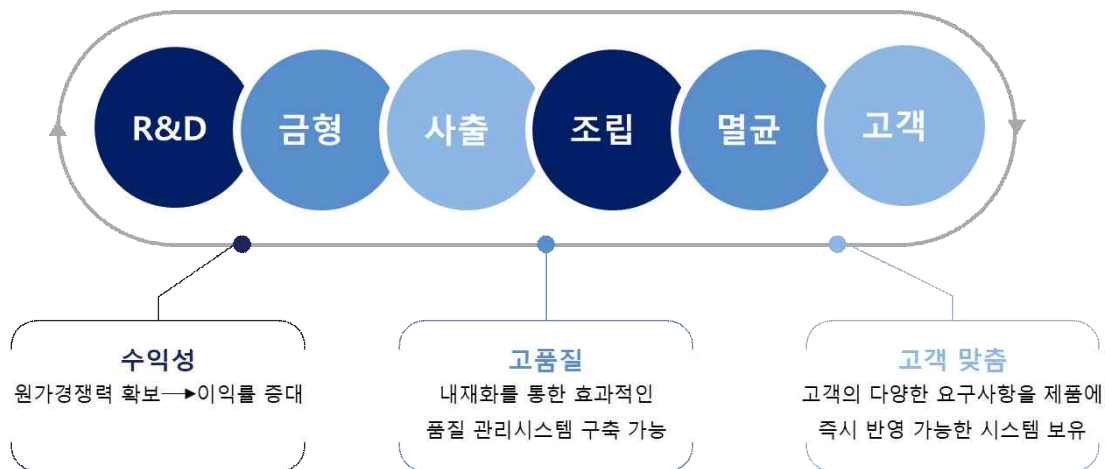 R&D
금형
사출
조립
멸균
고객
수익성
원가경쟁력 확보→이익률 증대
고품질
내재화를 통한 효과적인
품질 관리시스템 구축 가능
고객 맞춤
고객의 다양한 요구사항을 제품에
즉시 반영 가능한 시스템 보유